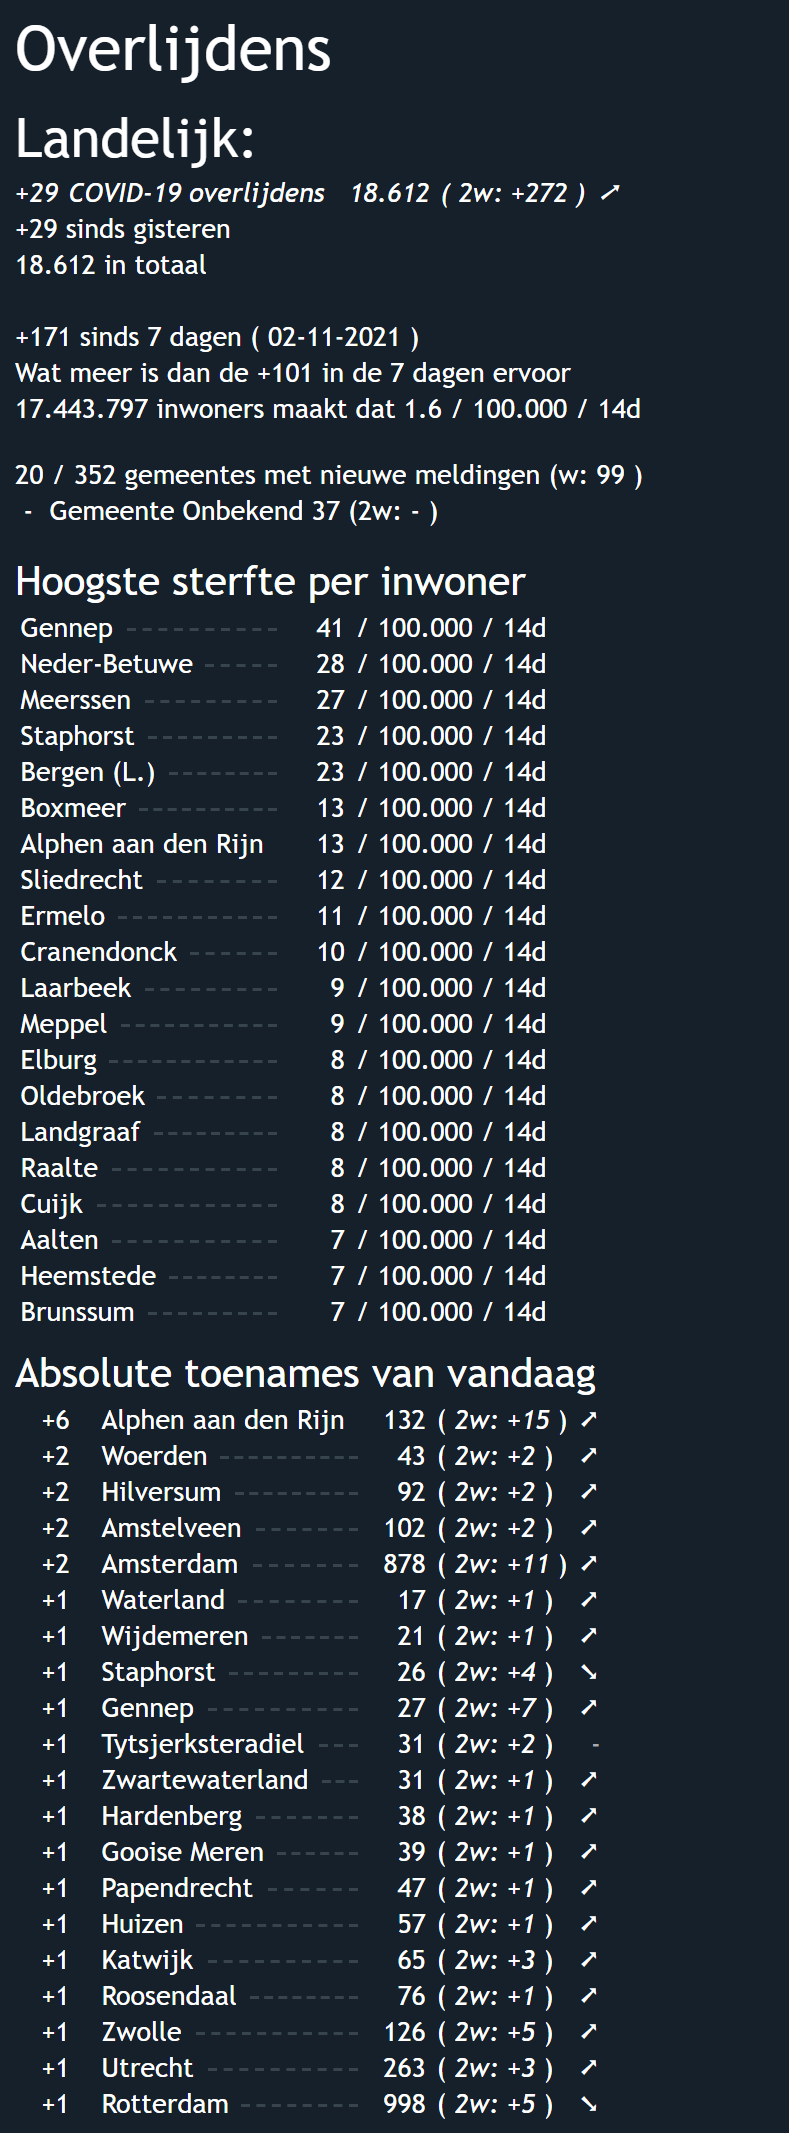 Overlijdens
Landelijk:
+29 COVID-19 overlijdens 18.612 ( 2w: +272 ) ➚
+29 sinds gisteren
18.612 in totaal
+171 sinds 7 dagen ( 02-11-2021 )
Wat meer is dan de +101 in de 7 dagen ervoor
17.443.797 inwoners maakt dat 1.6 / 100.000 / 14d
20 / 352 gemeentes met nieuwe meldingen (w: 99 )
- Gemeente Onbekend 37 (2w: - )
Hoogste sterfte per inwoner
Gennep ---------- 41 / 100.000 / 14d
Neder-Betuwe ----- 28 / 100.000 / 14d
Meerssen --------- 27 / 100.000 / 14d
Staphorst --------- 23 / 100.000 / 14d
Bergen (L.) ------- 23 / 100.000 / 14d
Boxmeer ---------- 13 / 100.000 / 14d
Alphen aan den Rijn 13 / 100.000 / 14d
Sliedrecht -------- 12 / 100.000 / 14d
Ermelo ----------- 11 / 100.000 / 14d
Cranendonck ------ 10 / 100.000 / 14d
Laarbeek --------- 9 / 100.000 / 14d
Meppel ----------- 9 / 100.000 / 14d
Elburg ----------- 8 / 100.000 / 14d
Oldebroek -------- 8 / 100.000 / 14d
Landgraaf -------- 8 / 100.000 / 14d
Raalte ----------- 8 / 100.000 / 14d
Cuijk ------------ 8 / 100.000 / 14d
Aalten ----------- 7 / 100.000 / 14d
Heemstede ------- 7 / 100.000 / 14d
Brunssum --------- 7 / 100.000 / 14d
Absolute toenames van vandaag
+6 Alphen aan den Rijn 132 ( 2w: +15 ) ➚
+2 Woerden ---------- 43 ( 2w: +2 ) ➚
+2 Hilversum --------- 92 ( 2w: +2 ) ➚
+2 Amstelveen ------- 102 ( 2w: +2 ) ➚
+2 Amsterdam ------- 878 ( 2w: +11 ) ➚
+1 Waterland -------- 17 ( 2w: +1 ) ➚
+1 Wijdemeren ------- 21 ( 2w: +1 ) ➚
+1 Staphorst --------- 26 ( 2w: +4 ) ➘
+1 Gennep ---------- 27 ( 2w: +7 ) ➚
+1 Tytsjerksteradiel --- 31 ( 2w: +2 ) -
+1 Zwartewaterland --- 31 ( 2w: +1 ) ➚
+1 Hardenberg ------- 38 ( 2w: +1 ) ➚
+1 Gooise Meren ------ 39 ( 2w: +1 ) ➚
+1 Papendrecht ------ 47 ( 2w: +1 ) ➚
+1 Huizen ----------- 57 ( 2w: +1 ) ➚
+1 Katwijk ---------- 65 ( 2w: +3 ) ➚
+1 Roosendaal -------- 76 ( 2w: +1 ) ➚
+1 Zwolle ----------- 126 ( 2w: +5 ) ➚
+1 Utrecht ---------- 263 ( 2w: +3 ) ➚
+1 Rotterdam -------- 998 ( 2w: +5 ) ➘